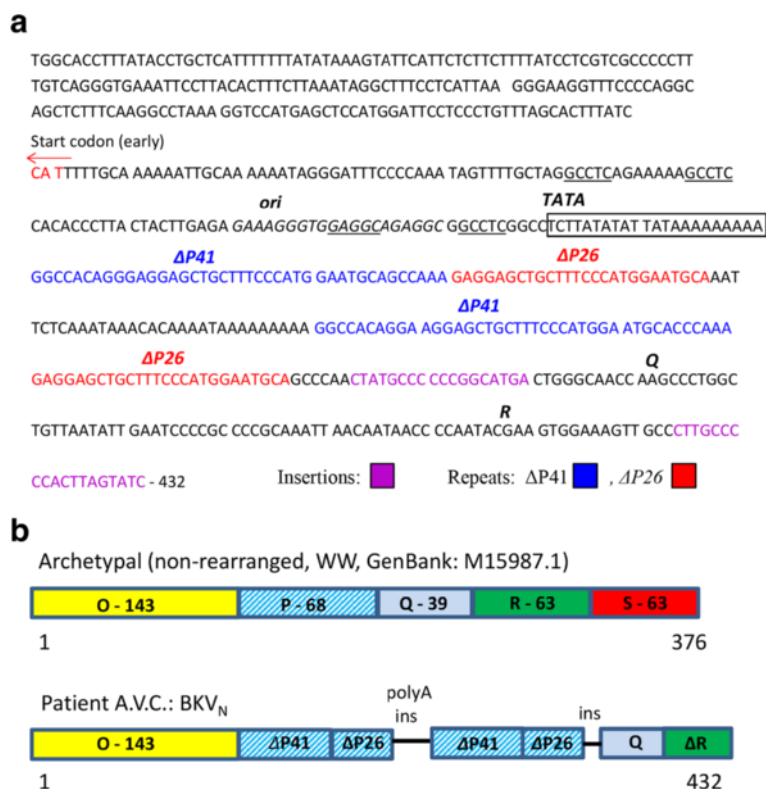 a
TGGCACCTTTATACCTGCTCATTTTTTTATATAAAGTATTCATTCTCTTCTTTTATCCTCGTCGCCCCCTT
TGTCAGGGTGAAATTCCTTACACTTTCTTAAATAGGCTTTCCTCATTAA GGGAAGGTTTCCCCAGGC
AGCTCTTTCAAGGCCTAAA GGTCCATGAGCTCCATGGATTCCTCCCTGTTTAGCACTTTATC
Start codon (early)
CA TTTTTGCA AAAAATTGCAA AAAAATAGGGATTTCCCCAAA TAGTTTTGCTAGGCCTCAGAAAAAGCCTC
ori TATA
CACACCCTTA CTACTTGAGA GAAAGGGTGGAGGCAGAGGC GGCCTCGGCCTCTTATATAT TATAAAAAAAAA
ΔP41 ΔP26
GGCCACAGGGAGGAGCTGCTTTCCCATG GAATGCAGCCAAA GAGGAGCTGCTTTCCCATGGAATGCAAAT
ΔP41
TCTCAAATAAACACAAAATAAAAAAAAA GGCCACAGGA AGGAGCTGCTTTCCCATGGA ATGCACCCAAA
ΔP26 Q
GAGGAGCTGCTTTCCCATGGAATGCAGCCCAACTATGCCC CCCGGCATGA CTGGGCAACC AAGCCCTGGC
R
TGTTAATATT GAATCCCCGC CCCGCAAATT AACAATAACC CCAATACGAA GTGGAAAGTT GCCCTTGCCC
CCACTTAGTATC - 432 Insertions: Repeats: ΔP41 , ΔP26
b
Archetypal (non-rearranged, WW, GenBank: M15987.1)
O - 143 P - 68 Q - 39 R - 63 S - 63
1 376
Patient A.V.C.: BKVN
polyA ins ins
O - 143 ΔP41 ΔP26 ΔP41 ΔP26 Q ΔR
1 432